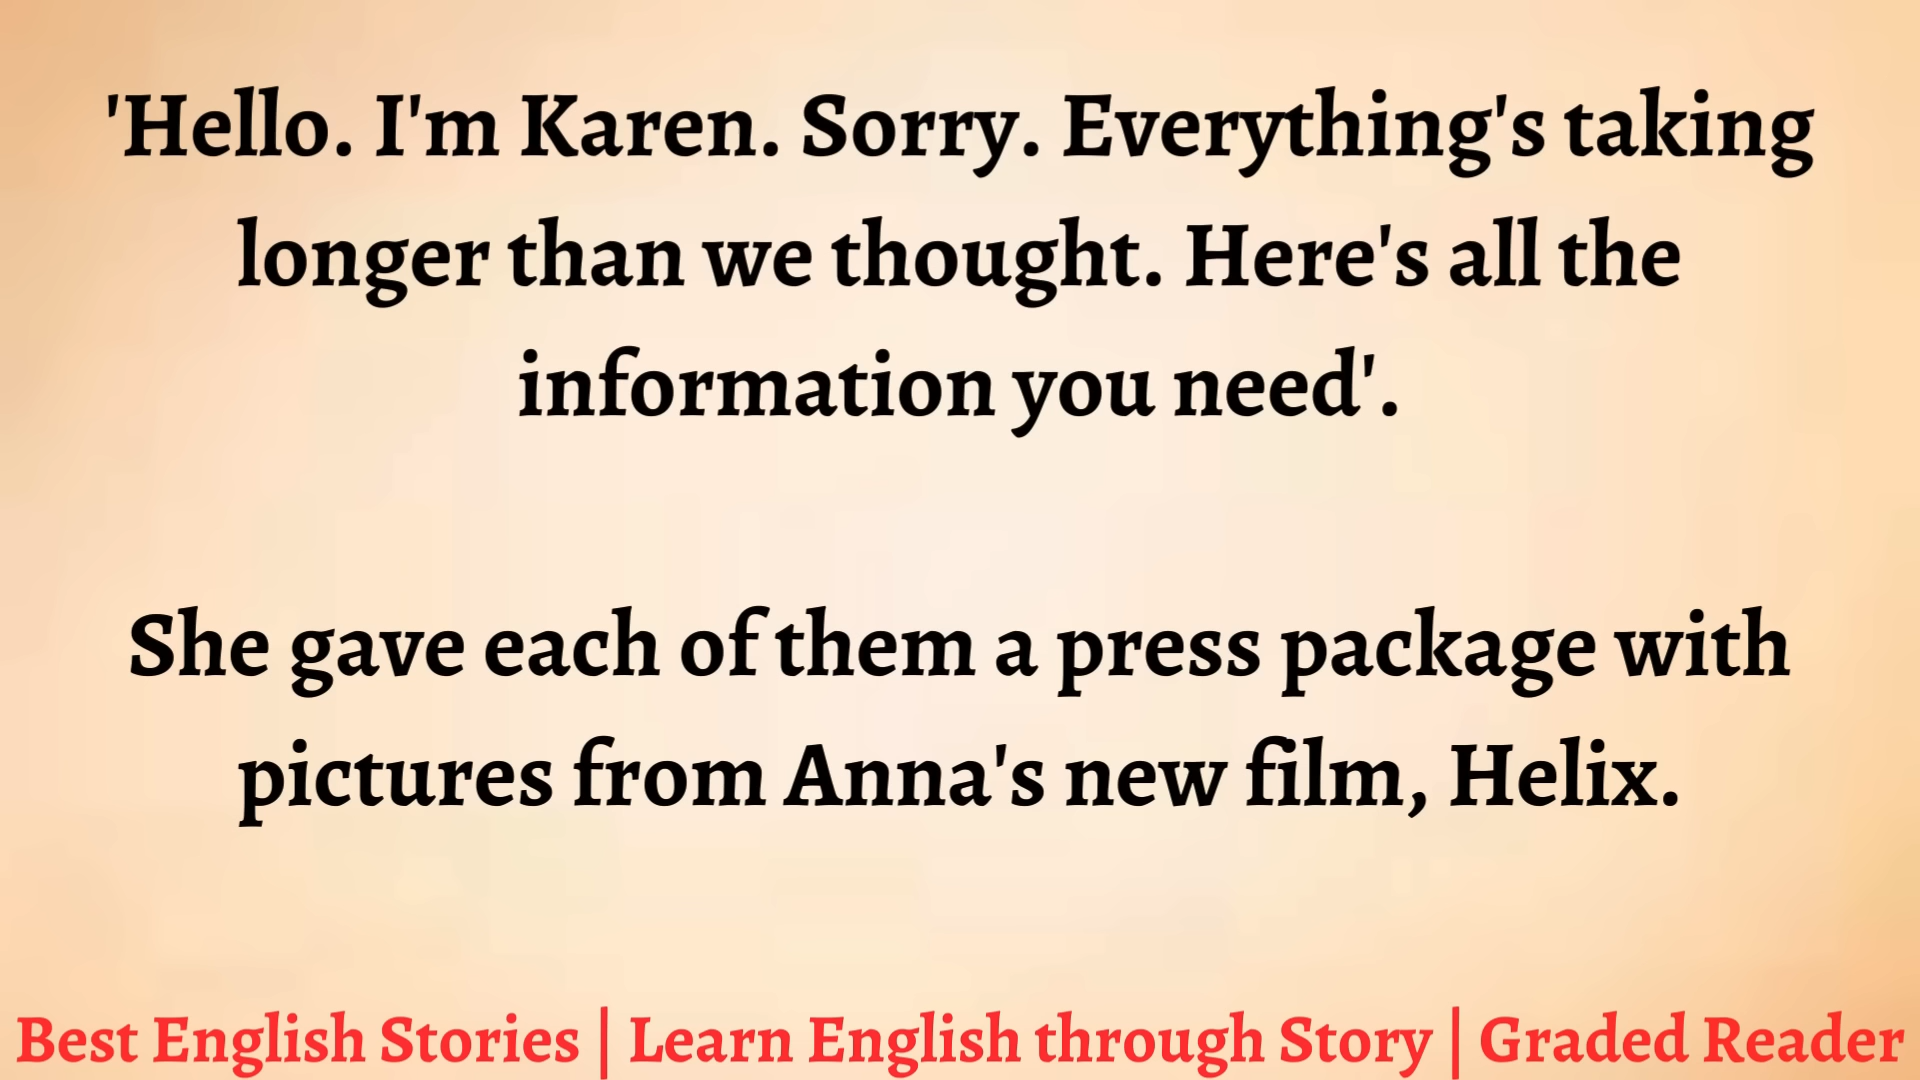 'Hello. I'm Karen. Sorry. Everything's taking
longer than we thought. Here's all the
information you need'.
She gave each of them a press package with
pictures from Anna's new film, Helix.
Best English Stories | Learn English through Story | Graded Reader